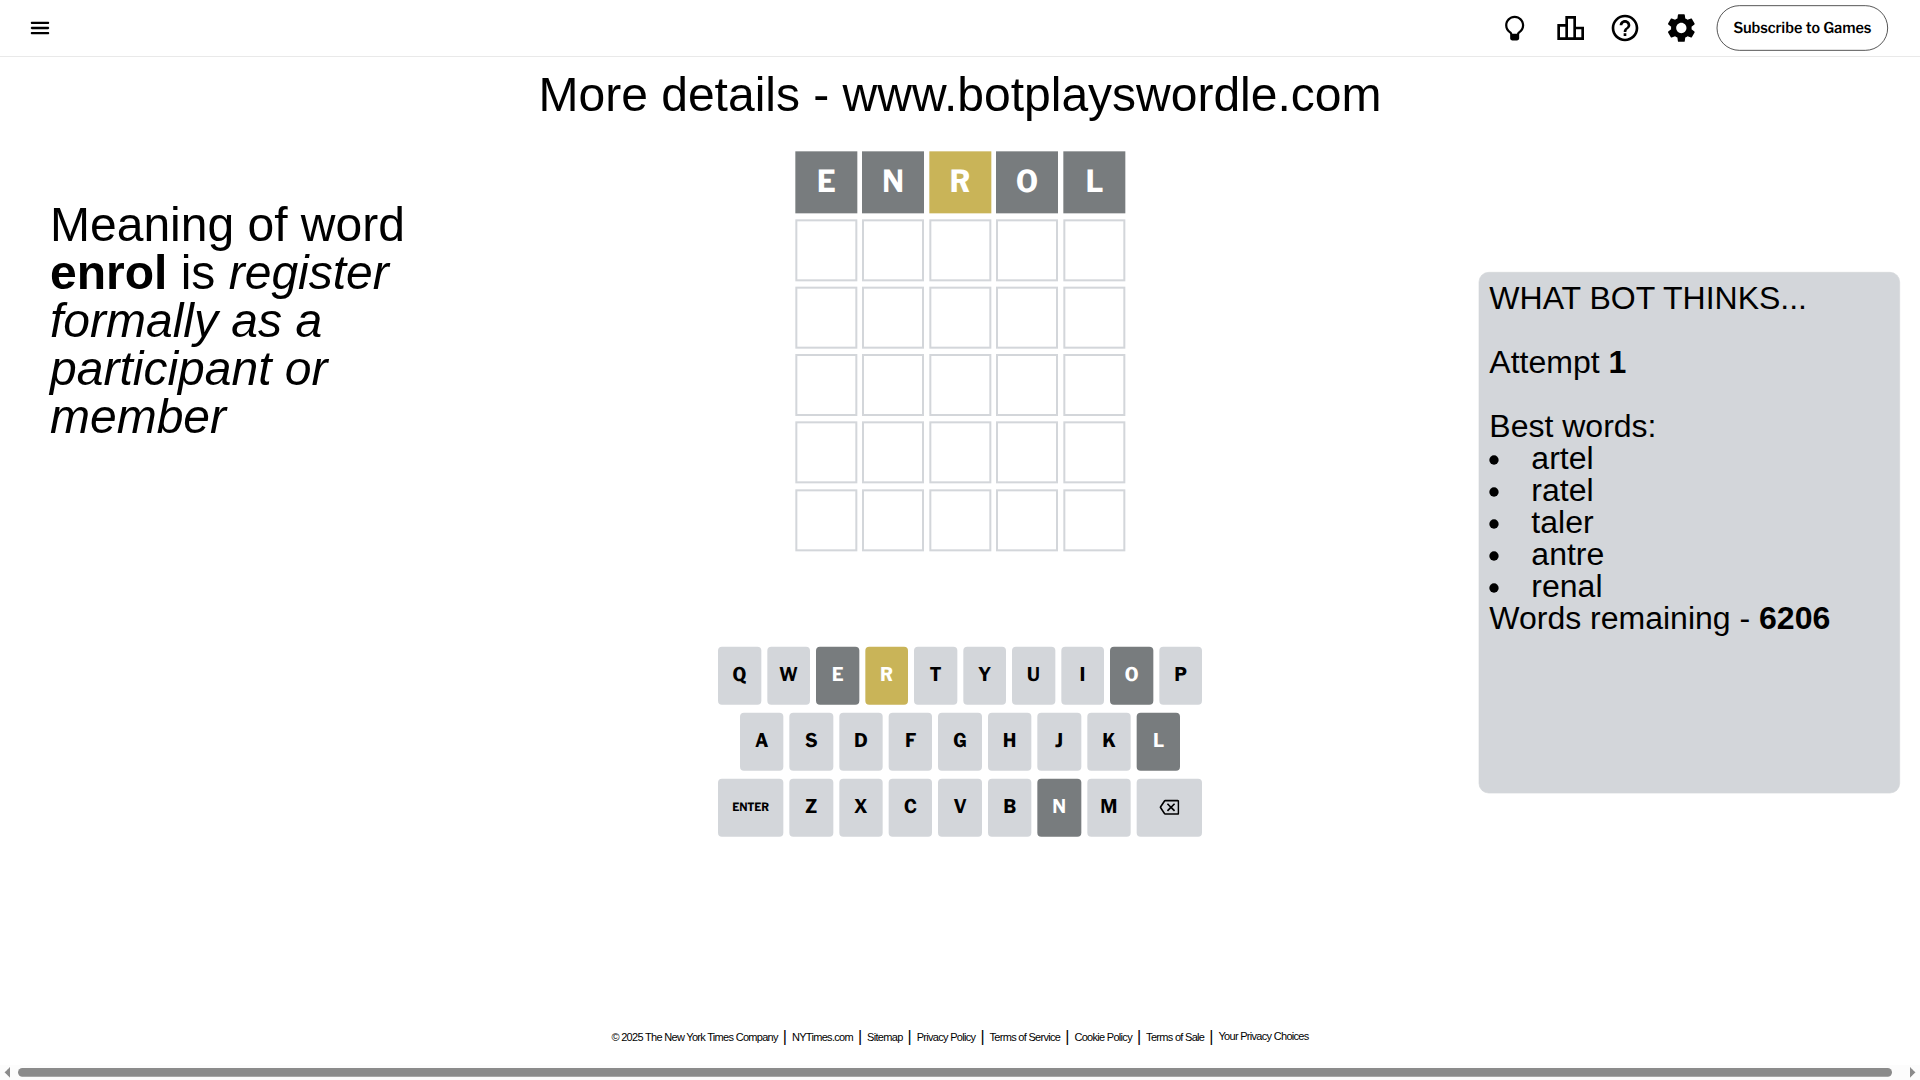 Subscribe to Games
More details - www.botplayswordle.com
E N R O L
Meaning of word
enrol is register
formally as a
participant or
member
WHAT BOT THINKS...
Attempt 1
Best words:
• artel
• ratel
• taler
• antre
• renal
Words remaining - 6206
Q W E R T Y U I O P
A S D F G H J K L
ENTER Z X C V B N M
© 2025 The New York Times Company | NYTimes.com | Sitemap | Privacy Policy | Terms of Service | Cookie Policy | Terms of Sale | Your Privacy Choices